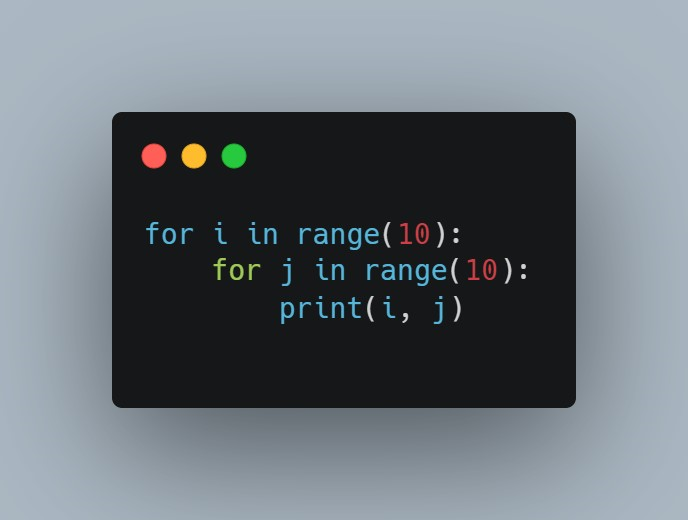 for i in range(10):
    for j in range(10):
        print(i, j)